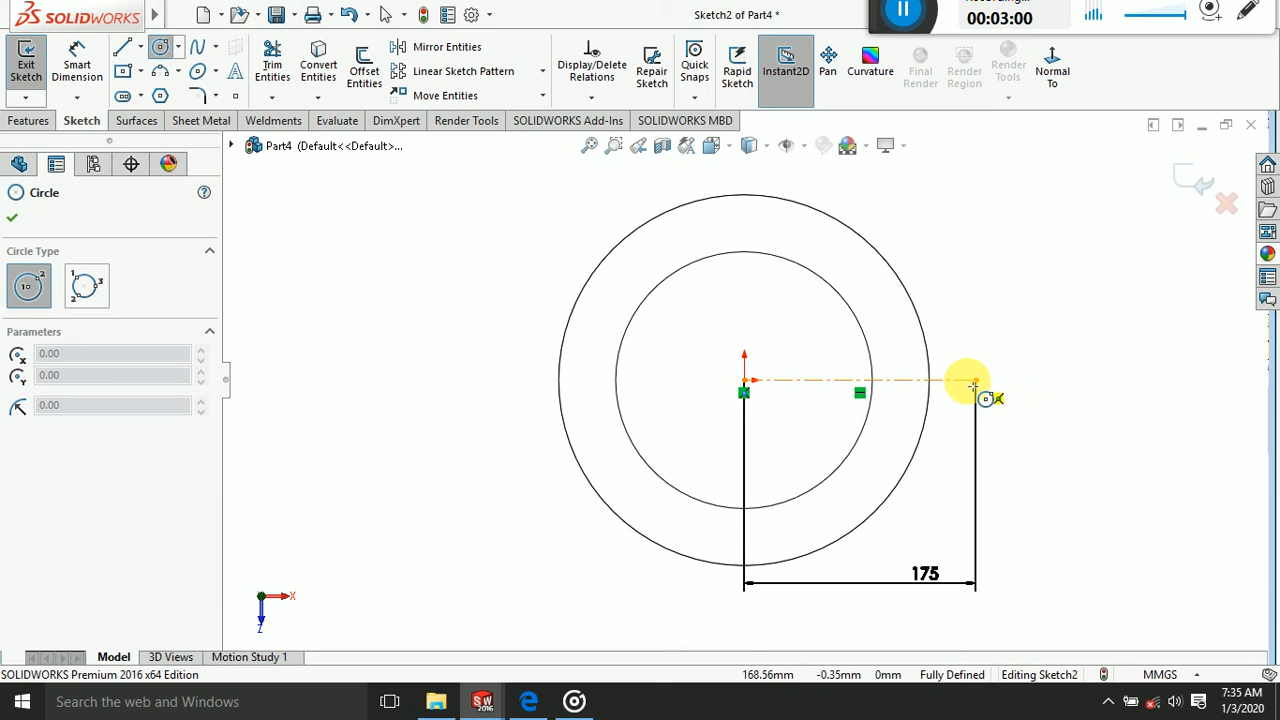 SOLIDWORKS
Sketch2 of Part4 *
00:03:00
Exit Sketch
Smart Dimension
Trim Entities
Convert Entities
Offset Entities
Mirror Entities
Linear Sketch Pattern
Move Entities
Display/Delete Relations
Repair Sketch
Quick Snaps
Rapid Sketch
Instant2D
Pan
Curvature
Final Render
Render Region
Render Tools
Normal To
Features
Sketch
Surfaces
Sheet Metal
Weldments
Evaluate
DimXpert
Render Tools
SOLIDWORKS Add-Ins
SOLIDWORKS MBD
Part4 (Default<<Default>...
Circle
Circle Type
Parameters
0.00
0.00
0.00
175
X
Z
Model
3D Views
Motion Study 1
SOLIDWORKS Premium 2016 x64 Edition
168.56mm
-0.35mm
0mm
Fully Defined
Editing Sketch2
MMGS
Search the web and Windows
7:35 AM
1/3/2020